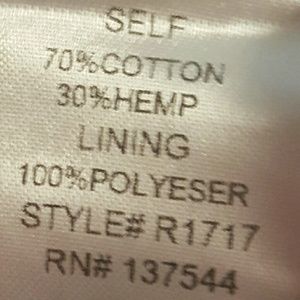 SELF
70%COTTON
30%HEMP
LINING
100%POLYESER
STYLE# R1717
RN# 137544